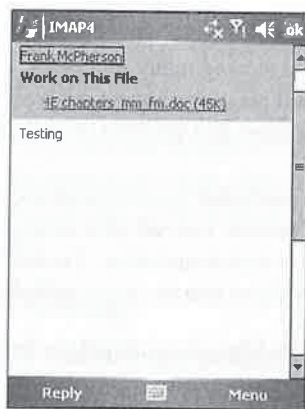 IMAP4 ok
Frank McPherson
Work on This File
4E chapters_mm_fm.doc (45K)
Testing
Reply Menu